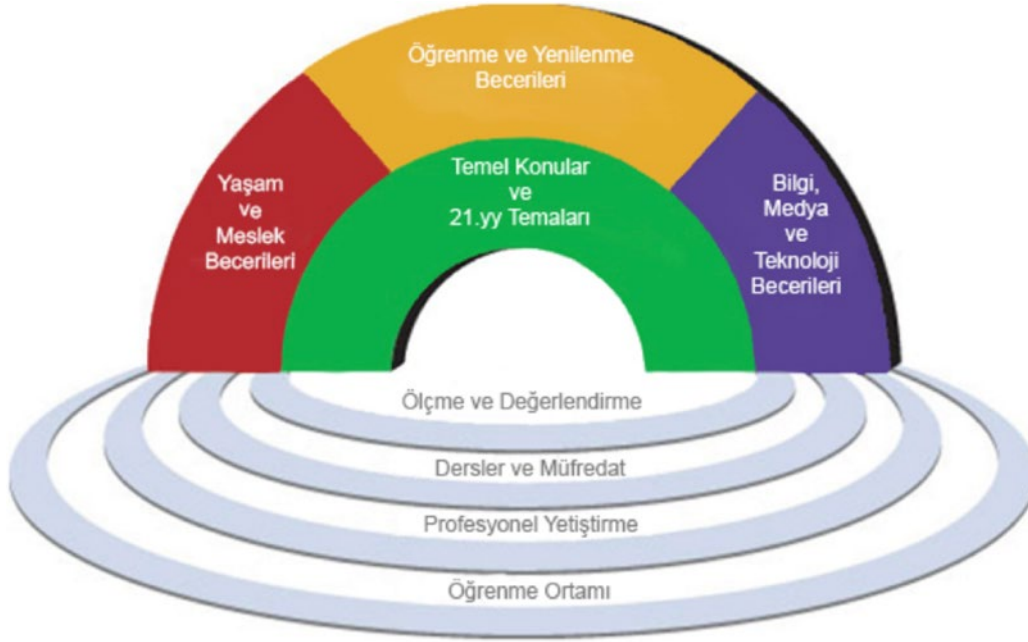 Öğrenme ve Yenilenme
Becerileri
Yaşam
ve
Meslek
Becerileri
Temel Konular
ve
21.yy Temaları
Bilgi,
Medya
ve
Teknoloji
Becerileri
Ölçme ve Değerlendirme
Dersler ve Müfredat
Profesyonel Yetiştirme
Öğrenme Ortamı